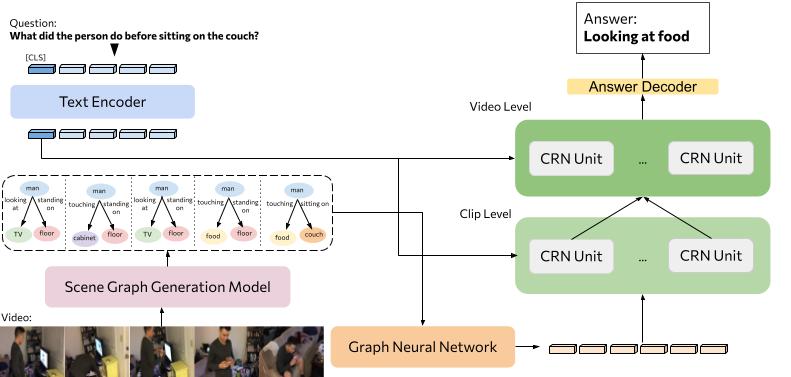 Question:
What did the person do before sitting on the couch?
[CLS]
Text Encoder
man
looking at
standing on
TV
floor
man
touching
standing on
cabinet
floor
man
looking at
standing on
TV
floor
man
touching
standing on
food
floor
man
touching
sitting on
food
couch
Scene Graph Generation Model
Video:
Graph Neural Network
Clip Level
CRN Unit
...
CRN Unit
Video Level
CRN Unit
...
CRN Unit
Answer Decoder
Answer:
Looking at food